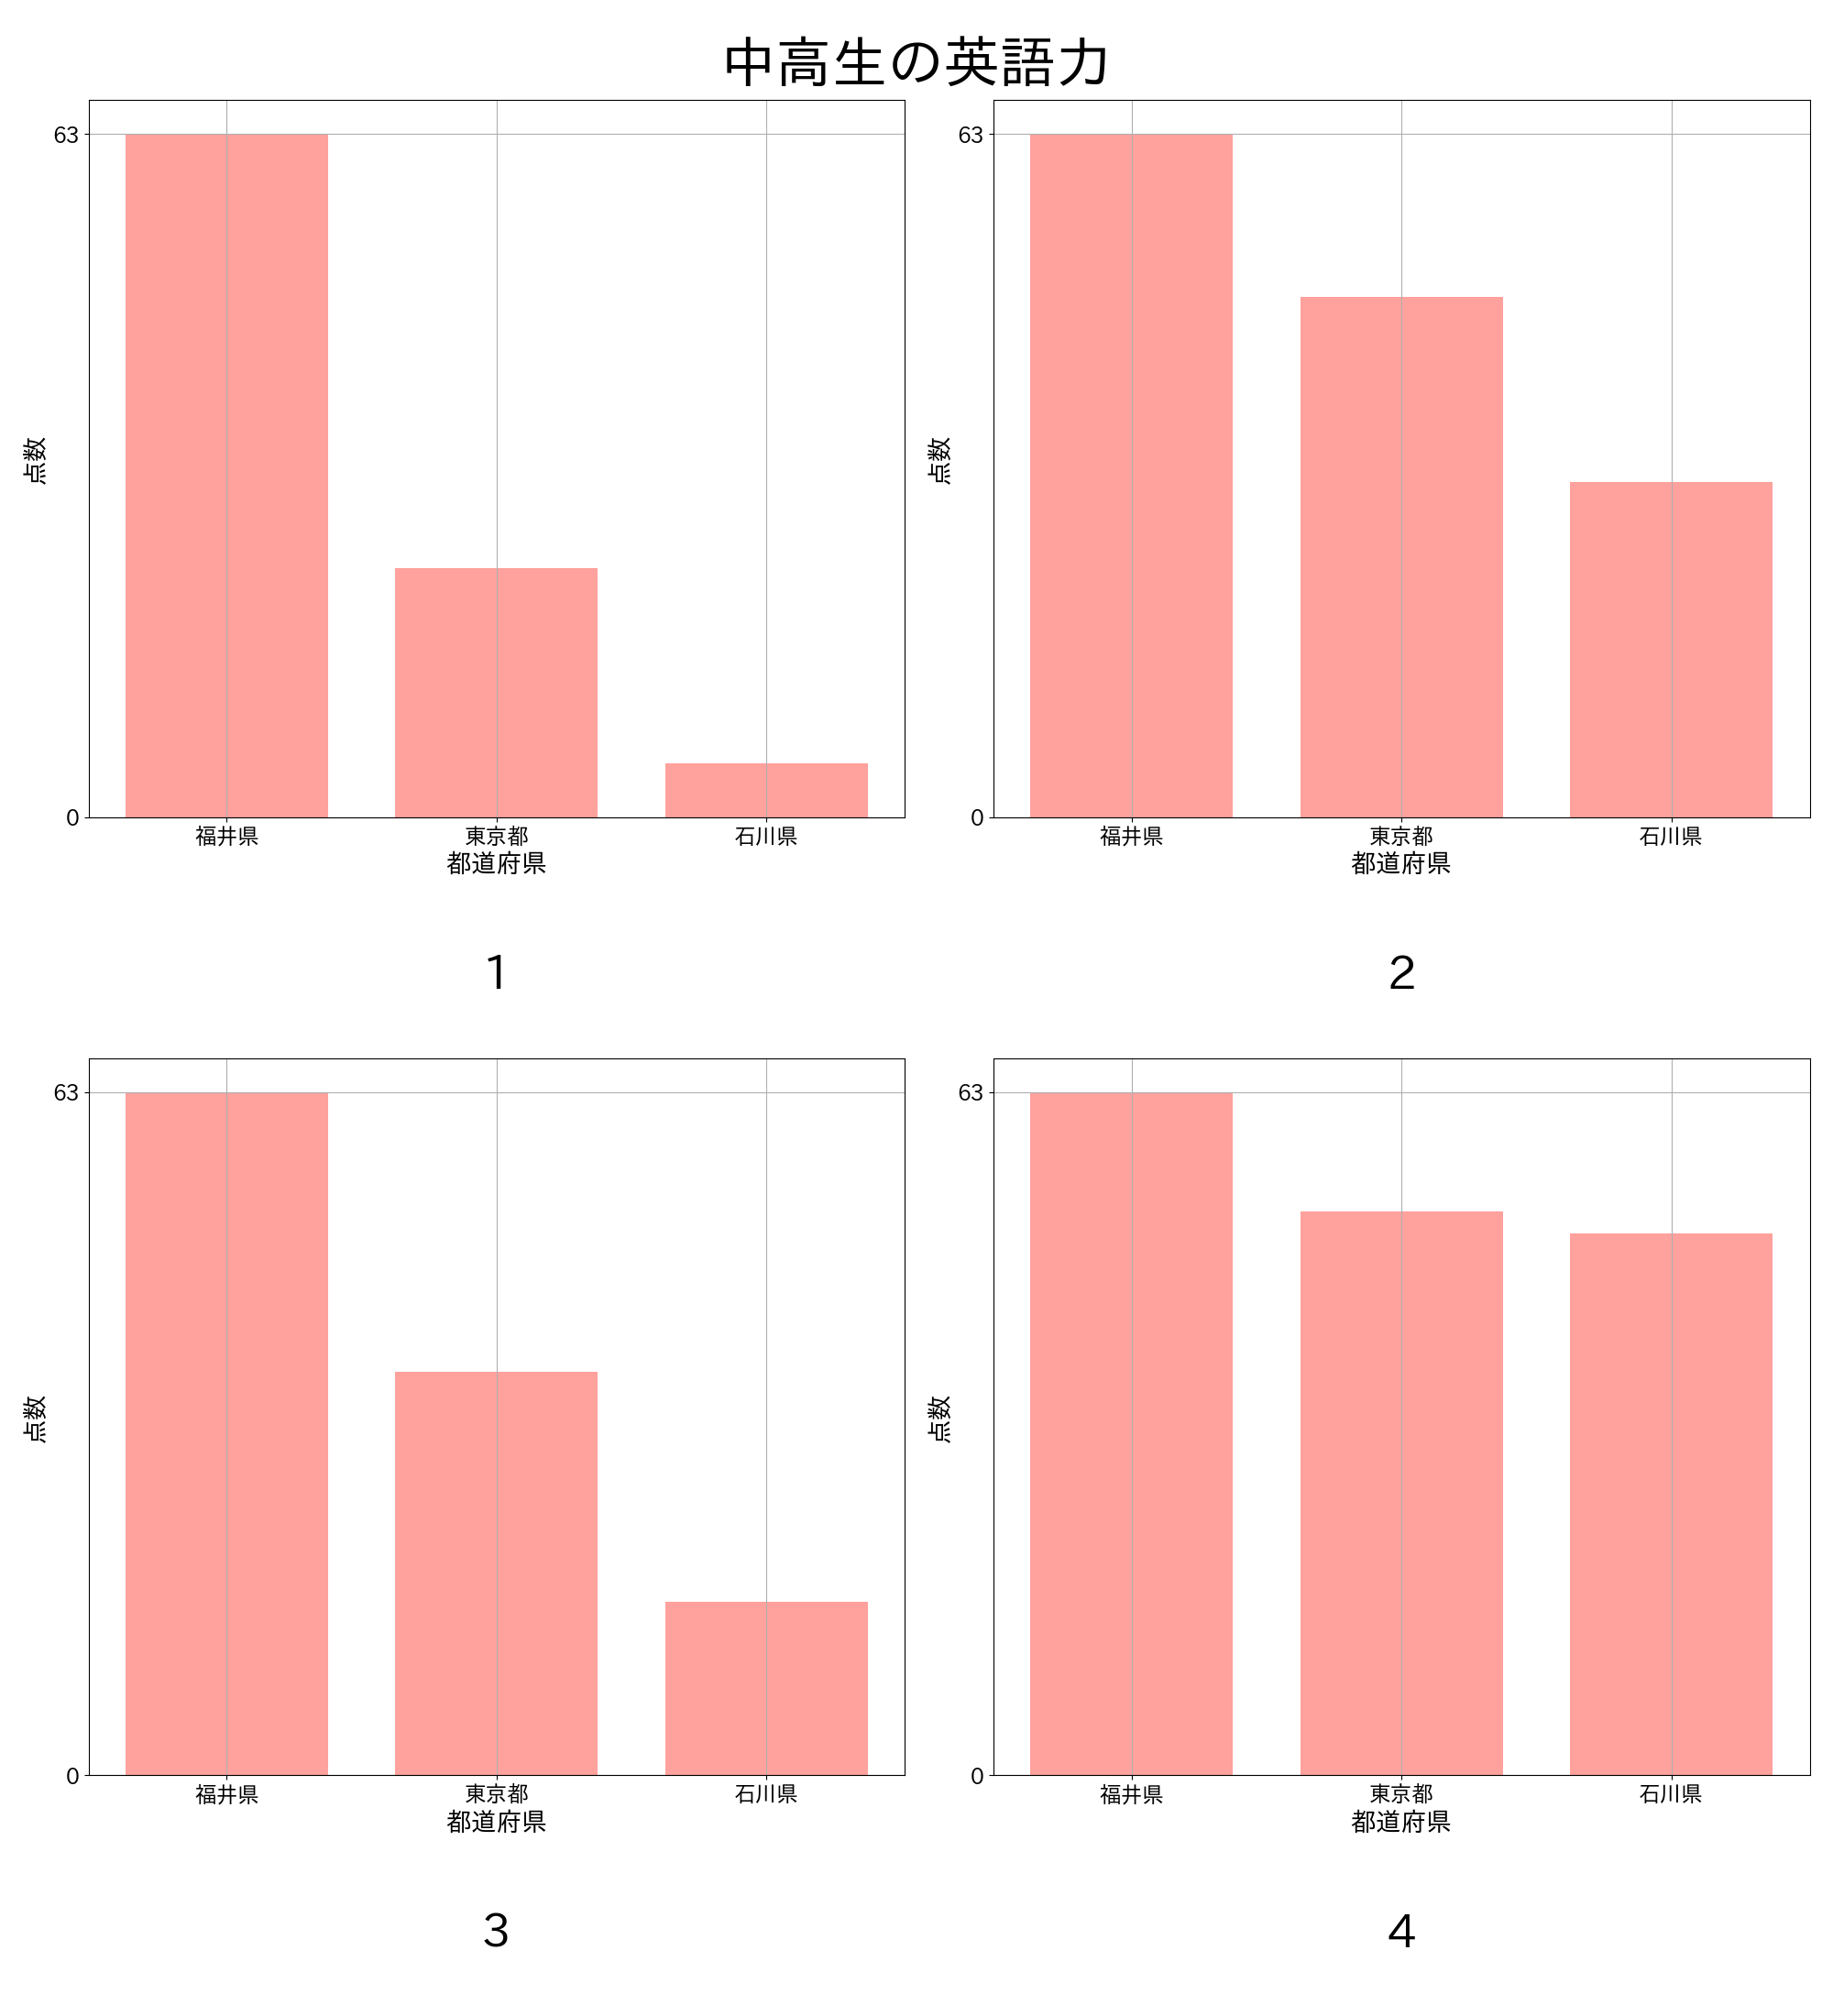 中高生の英語力
63
0
点数
福井県 東京都 石川県
都道府県
1
63
0
点数
福井県 東京都 石川県
都道府県
2
63
0
点数
福井県 東京都 石川県
都道府県
3
63
0
点数
福井県 東京都 石川県
都道府県
4